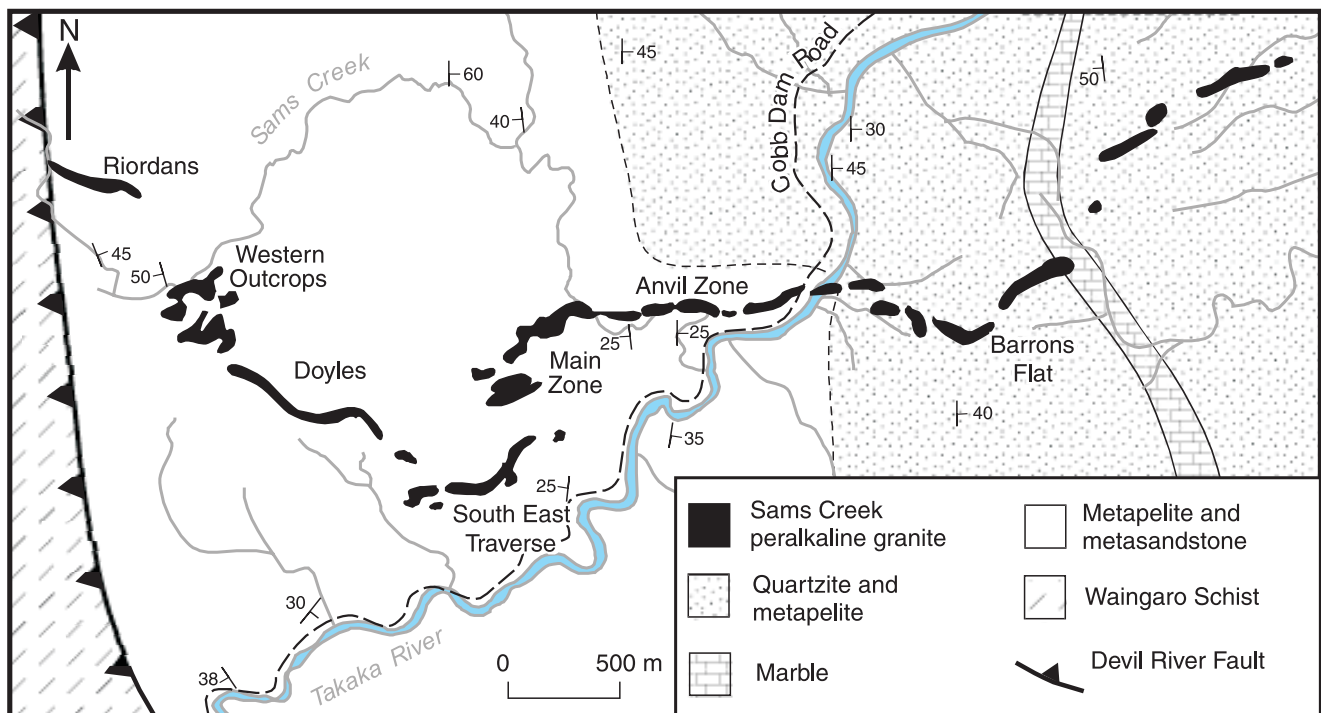 N
Sams Creek
60
40
45
Cobb Dam Road
50
30
45
Riordans
45
50
Western
Outcrops
Anvil Zone
25
25
Main
Zone
Doyles
Barrons
Flat
40
35
25
South East
Traverse
30
38
Takaka River
0 500 m
Sams Creek
peralkaline granite
Metapelite and
metasandstone
Quartzite and
metapelite
Waingaro Schist
Marble
Devil River Fault